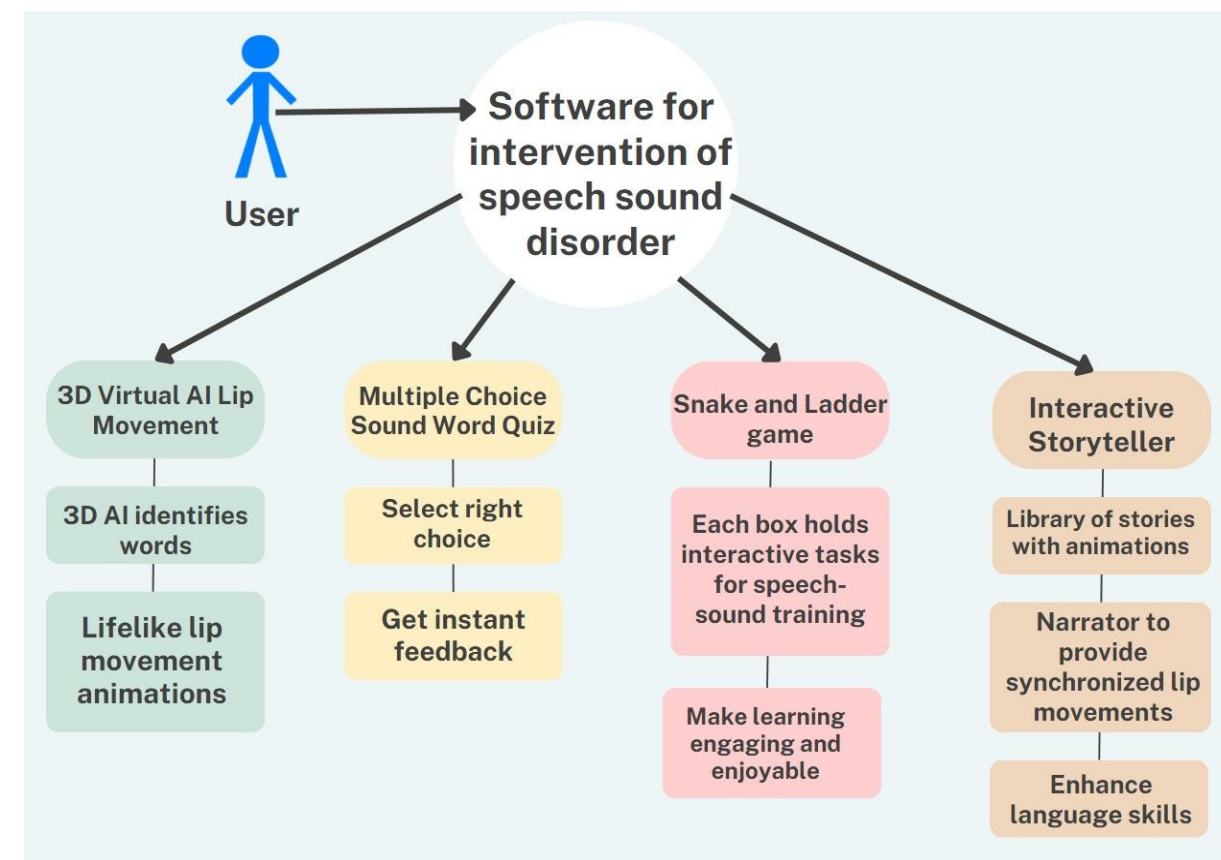 User
Software for
intervention of
speech sound
disorder
3D Virtual AI Lip
Movement
3D AI identifies
words
Lifelike lip
movement
animations
Multiple Choice
Sound Word Quiz
Select right
choice
Get instant
feedback
Snake and Ladder
game
Each box holds
interactive tasks
for speech-
sound training
Make learning
engaging and
enjoyable
Interactive
Storyteller
Library of stories
with animations
Narrator to
provide
synchronized lip
movements
Enhance
language skills